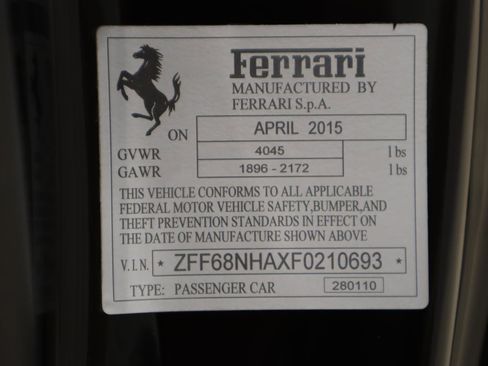 Ferrari
MANUFACTURED BY
FERRARI S.p.A.
ON APRIL 2015
GVWR 4045 lbs
GAWR 1896 - 2172 lbs
THIS VEHICLE CONFORMS TO ALL APPLICABLE
FEDERAL MOTOR VEHICLE SAFETY,BUMPER,AND
THEFT PREVENTION STANDARDS IN EFFECT ON
THE DATE OF MANUFACTURE SHOWN ABOVE
V.I.N. * ZFF68NHAXF0210693 *
TYPE: PASSENGER CAR 280110